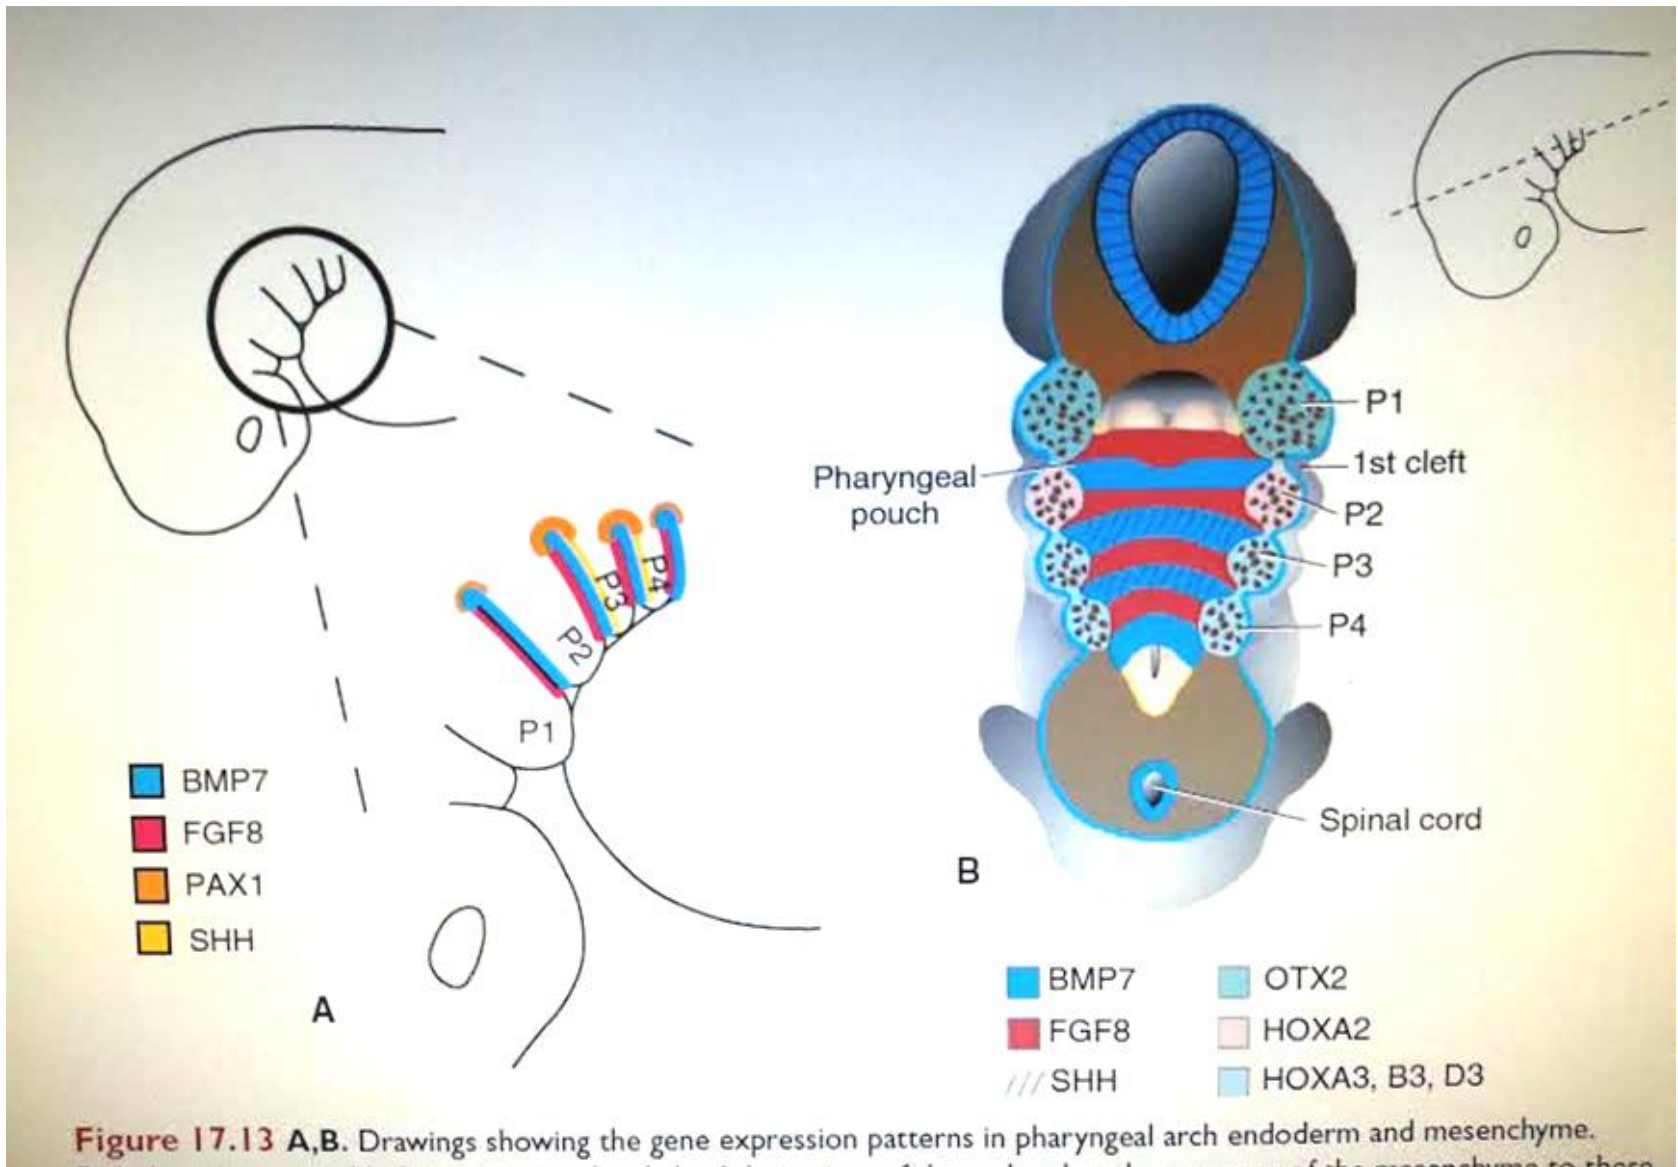 P1
P2
P3
P4
BMP7
FGF8
PAX1
SHH
A
Pharyngeal
pouch
P1
1st cleft
P2
P3
P4
Spinal cord
B
BMP7
FGF8
SHH
OTX2
HOXA2
HOXA3, B3, D3
Figure 17.13 A,B. Drawings showing the gene expression patterns in pharyngeal arch endoderm and mesenchyme.